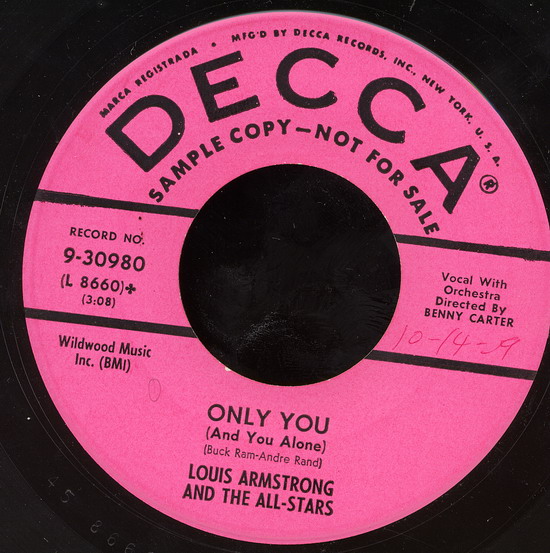 MARCA REGISTRADA • MFG'D BY DECCA RECORDS, INC., NEW YORK, U. S. A.
DECCA®
SAMPLE COPY—NOT FOR SALE
RECORD NO.
9-30980
(L 8660)✚
(3:08)
Vocal With
Orchestra
Directed By
BENNY CARTER
10-14-59
Wildwood Music
Inc. (BMI)
ONLY YOU
(And You Alone)
(Buck Ram-Andre Rand)
LOUIS ARMSTRONG
AND THE ALL-STARS